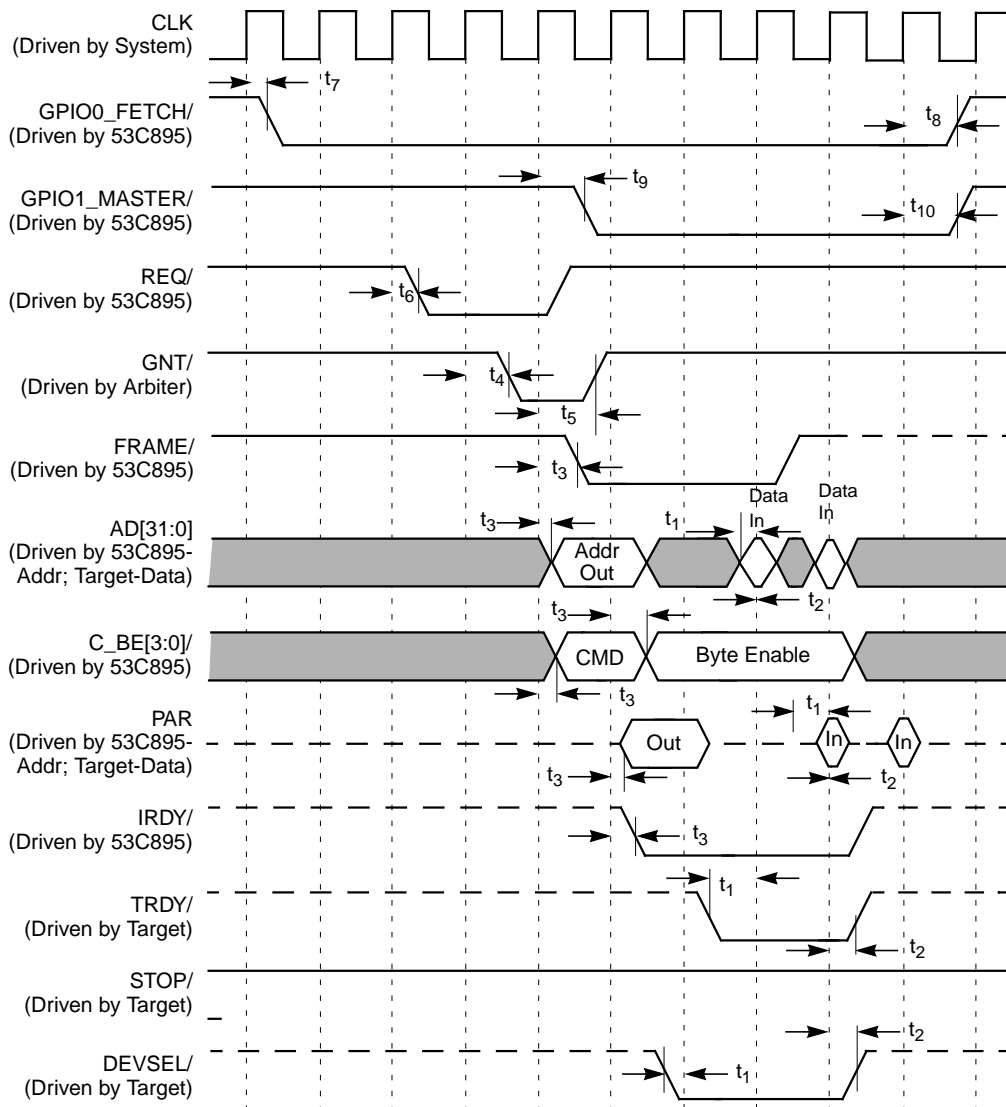 CLK
(Driven by System)
t7
GPIO0_FETCH/
(Driven by 53C895)
t8
GPIO1_MASTER/
(Driven by 53C895)
t9
t10
REQ/
(Driven by 53C895)
t6
GNT/
(Driven by Arbiter)
t4
t5
FRAME/
(Driven by 53C895)
t3
Data
In
Data
In
AD[31:0]
(Driven by 53C895-
Addr; Target-Data)
t3
t1
Addr
Out
t2
C_BE[3:0]/
(Driven by 53C895)
t3
CMD
Byte Enable
t3
PAR
(Driven by 53C895-
Addr; Target-Data)
t1
Out
In
In
t3
t2
IRDY/
(Driven by 53C895)
t3
TRDY/
(Driven by Target)
t1
t2
STOP/
(Driven by Target)
t2
DEVSEL/
(Driven by Target)
t1